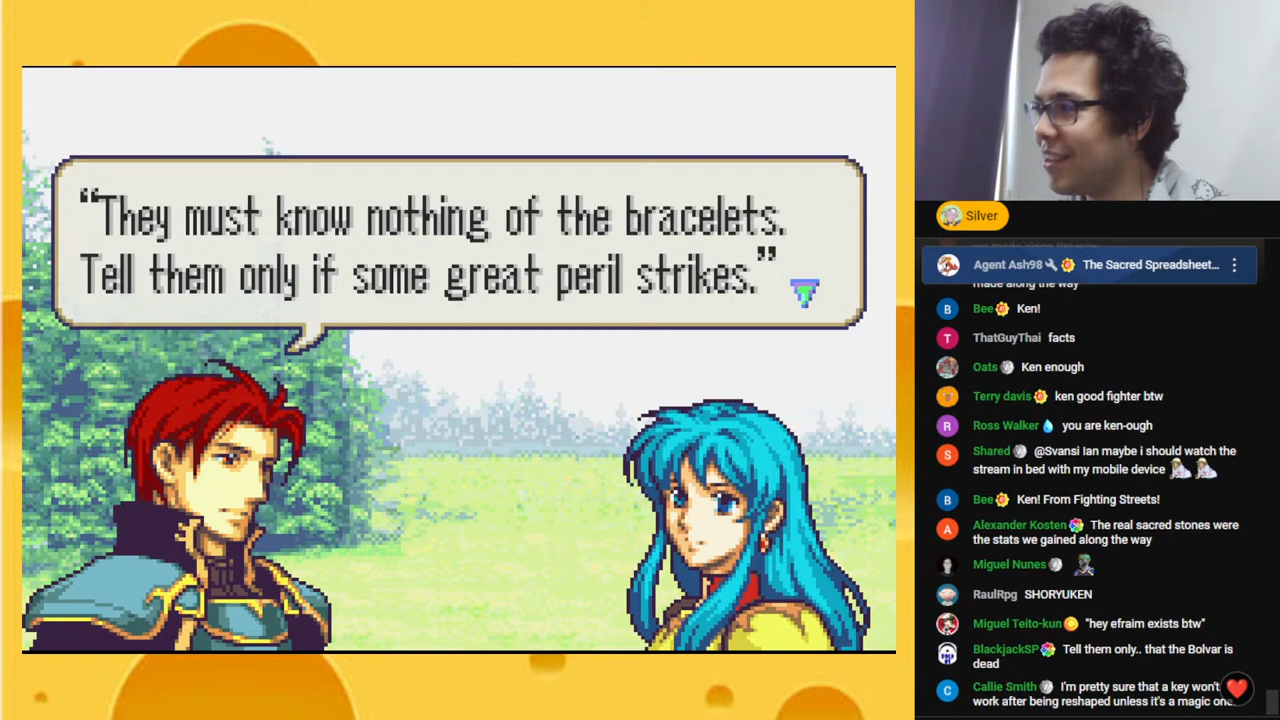 “They must know nothing of the bracelets.
Tell them only if some great peril strikes.”
Silver
Agent Ash98 The Sacred Spreadsheet...
made along the way
Bee Ken!
ThatGuyThai facts
Oats Ken enough
Terry davis ken good fighter btw
Ross Walker you are ken-ough
Shared @Svansi Ian maybe i should watch the
stream in bed with my mobile device
Bee Ken! From Fighting Streets!
Alexander Kosten The real sacred stones were
the stats we gained along the way
Miguel Nunes
RaulRpg SHORYUKEN
Miguel Teito-kun "hey efraim exists btw"
BlackjackSP Tell them only.. that the Bolvar is
dead
Callie Smith I'm pretty sure that a key won't
work after being reshaped unless it's a magic one.